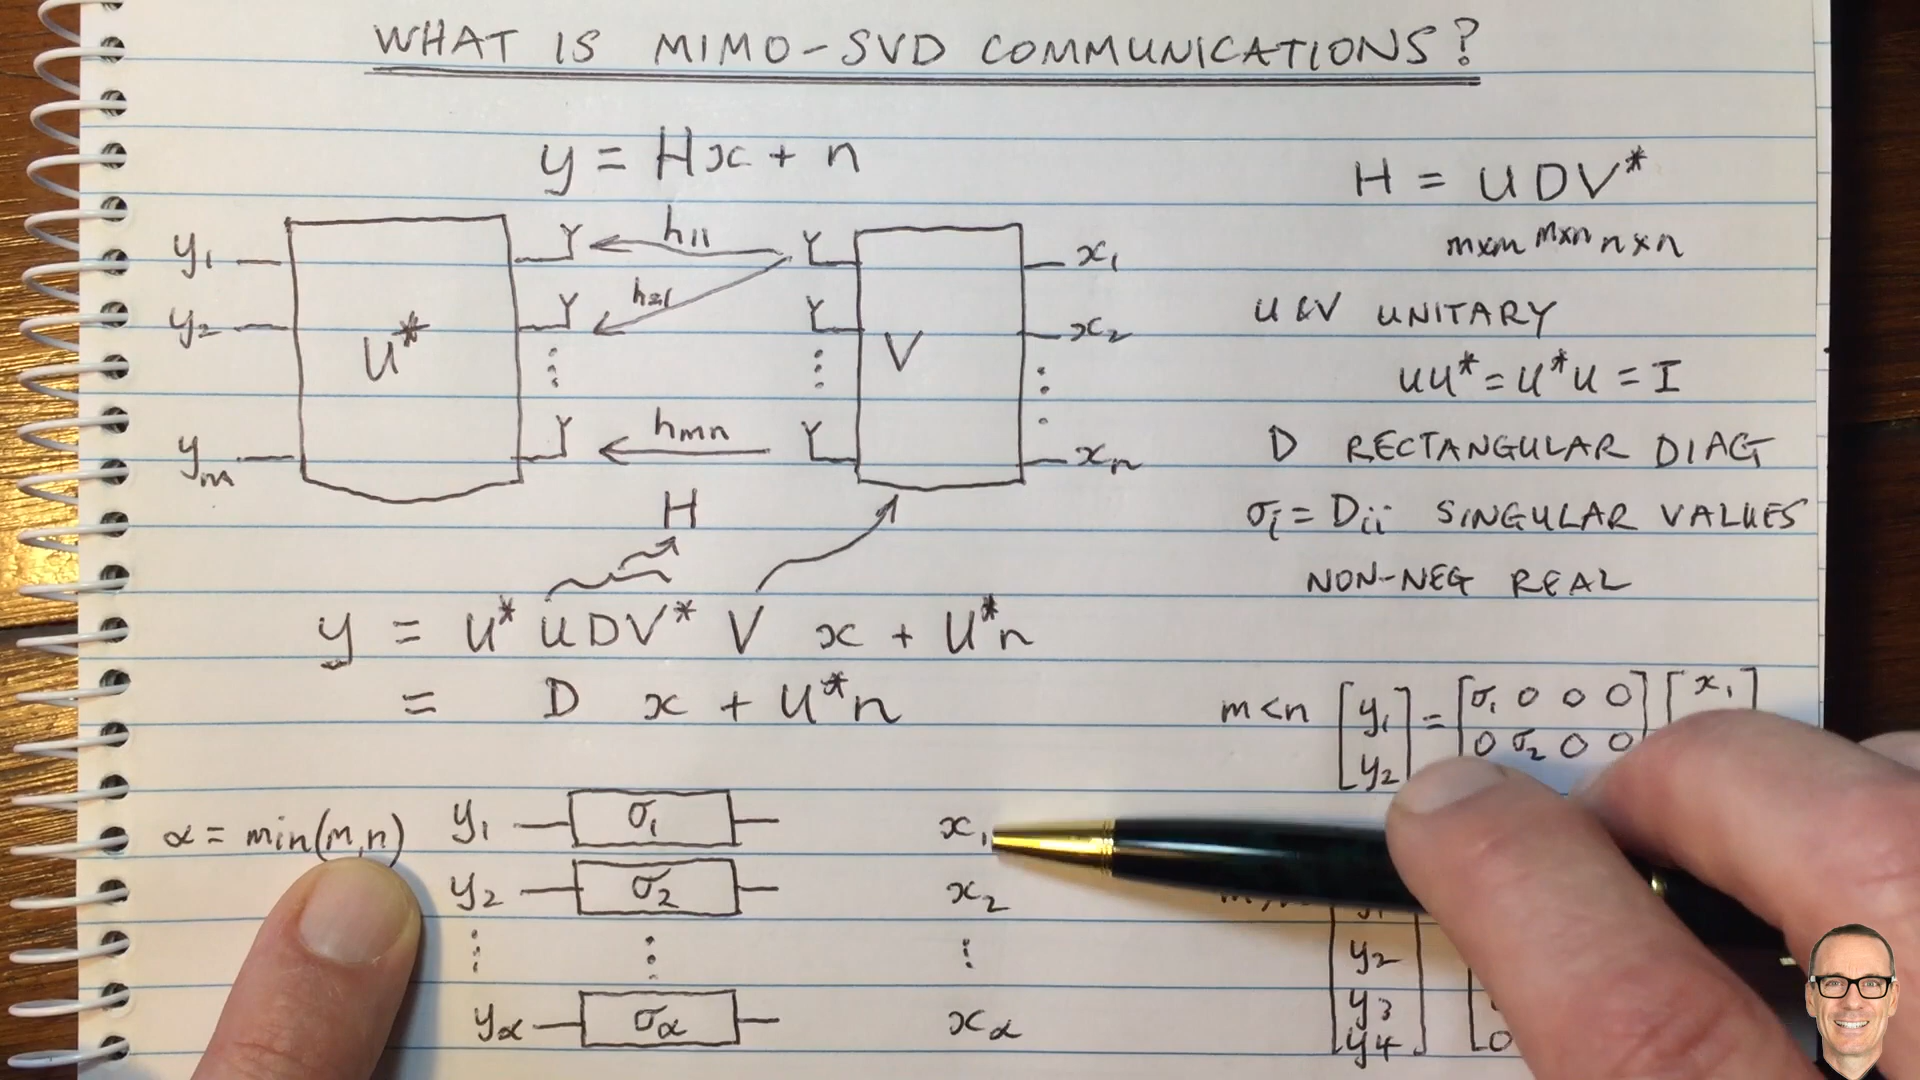 WHAT IS MIMO-SVD COMMUNICATIONS?
y = Hx + n
y1
y2
ym
U*
h11
h21
hmn
H
V
x1
x2
⋮
xn
y = U* U D V* V x + U*n
= D x + U*n
α = min(m,n)
y1 σ1 x1
y2 σ2 x2
⋮ ⋮ ⋮
yα σα xα
H = U D V*
m×m m×n n×n
U & V UNITARY
UU* = U*U = I
D RECTANGULAR DIAG
σi = Dii SINGULAR VALUES
NON-NEG REAL
m<n [y1 = [σ1 0 0 0] [x1
y2] 0 σ2 0 0
y1
y2
y3
y4 0